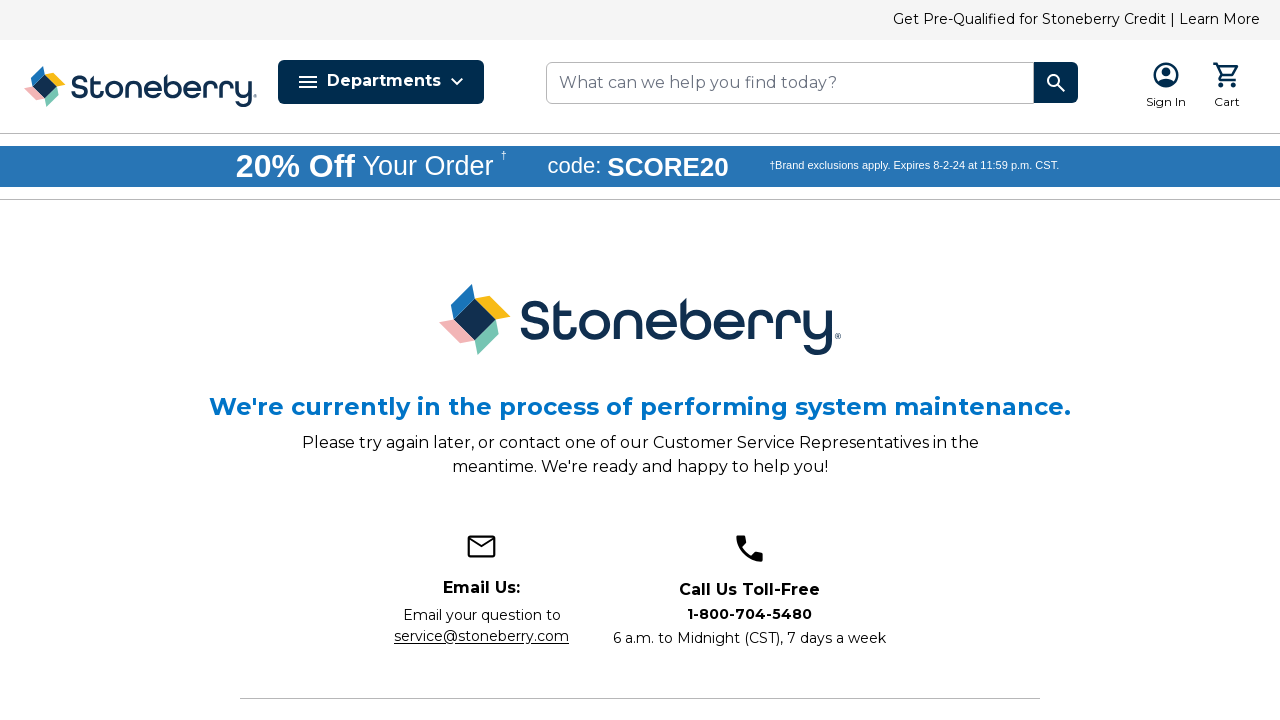 Get Pre-Qualified for Stoneberry Credit | Learn More
Stoneberry®
Departments
What can we help you find today?
Sign In
Cart
20% Off Your Order †
code: SCORE20
†Brand exclusions apply. Expires 8-2-24 at 11:59 p.m. CST.
Stoneberry®
We're currently in the process of performing system maintenance.
Please try again later, or contact one of our Customer Service Representatives in the
meantime. We're ready and happy to help you!
Email Us:
Email your question to
service@stoneberry.com
Call Us Toll-Free
1-800-704-5480
6 a.m. to Midnight (CST), 7 days a week